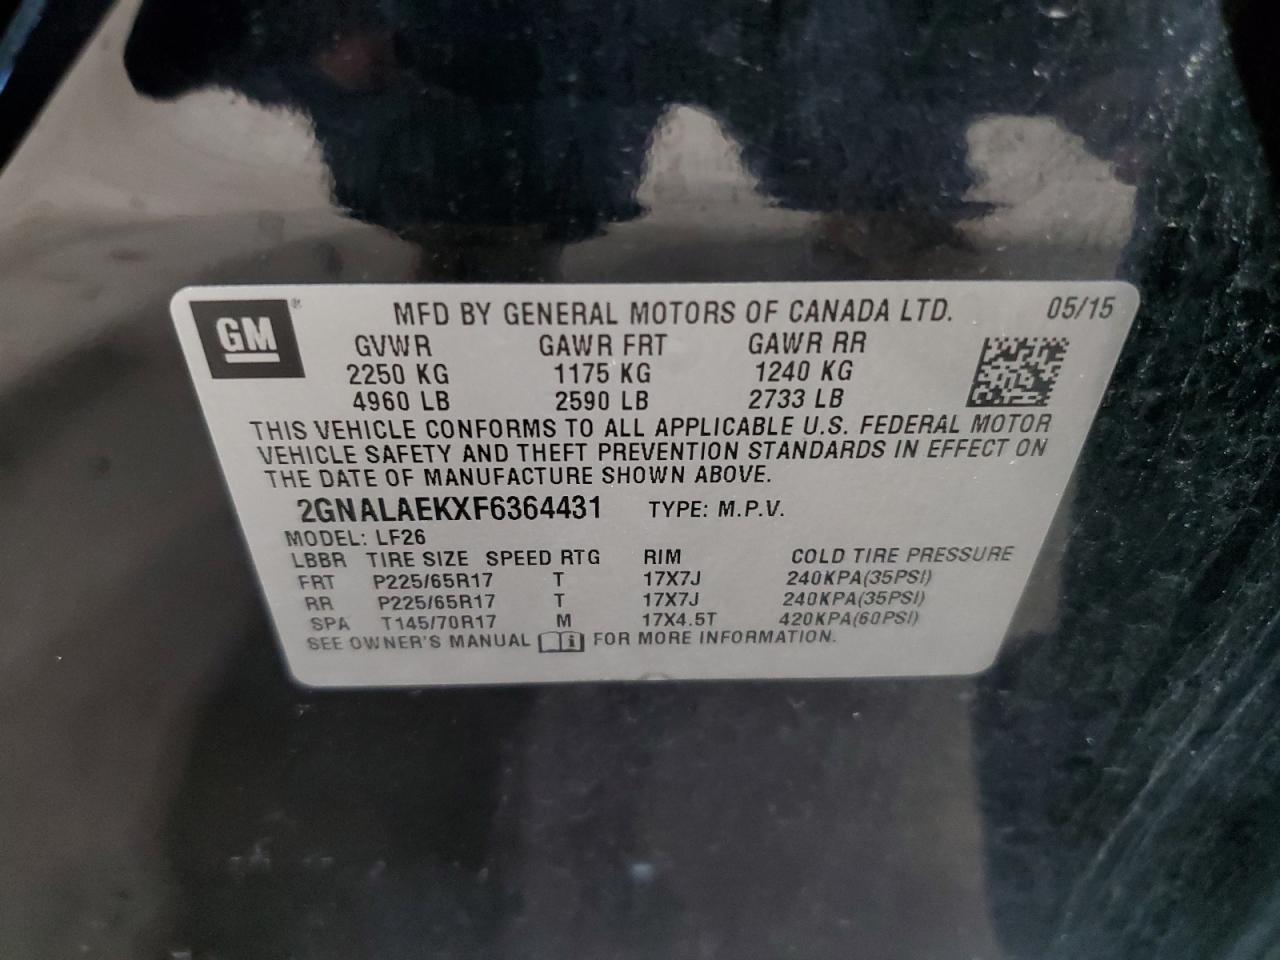 GM ® MFD BY GENERAL MOTORS OF CANADA LTD. 05/15
GVWR GAWR FRT GAWR RR
2250 KG 1175 KG 1240 KG
4960 LB 2590 LB 2733 LB
THIS VEHICLE CONFORMS TO ALL APPLICABLE U.S. FEDERAL MOTOR
VEHICLE SAFETY AND THEFT PREVENTION STANDARDS IN EFFECT ON
THE DATE OF MANUFACTURE SHOWN ABOVE.
2GNALAEKXF6364431 TYPE: M.P.V.
MODEL: LF26
LBBR TIRE SIZE SPEED RTG RIM COLD TIRE PRESSURE
FRT P225/65R17 T 17X7J 240KPA(35PSI)
RR P225/65R17 T 17X7J 240KPA(35PSI)
SPA T145/70R17 M 17X4.5T 420KPA(60PSI)
SEE OWNER'S MANUAL i FOR MORE INFORMATION.